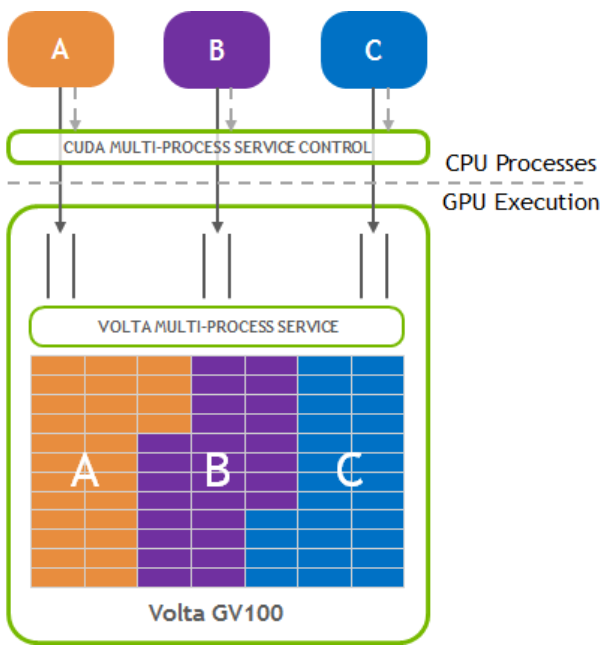 A
B
C
CUDA MULTI-PROCESS SERVICE CONTROL
CPU Processes
GPU Execution
VOLTA MULTI-PROCESS SERVICE
A
B
C
Volta GV100